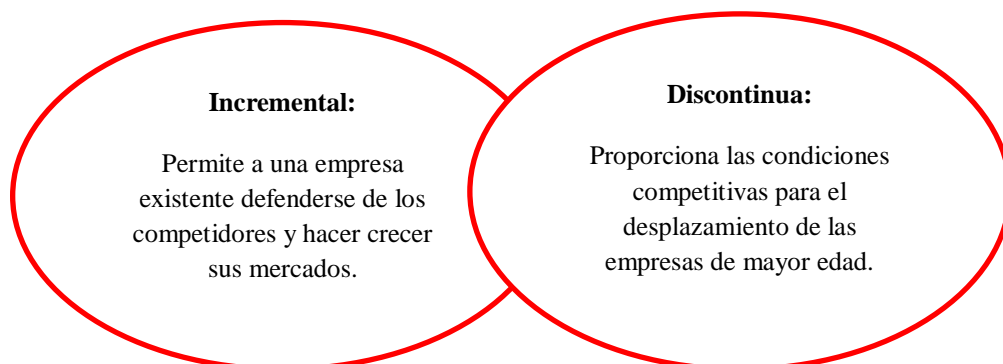 Incremental:
Permite a una empresa
existente defenderse de los
competidores y hacer crecer
sus mercados.
Discontinua:
Proporciona las condiciones
competitivas para el
desplazamiento de las
empresas de mayor edad.